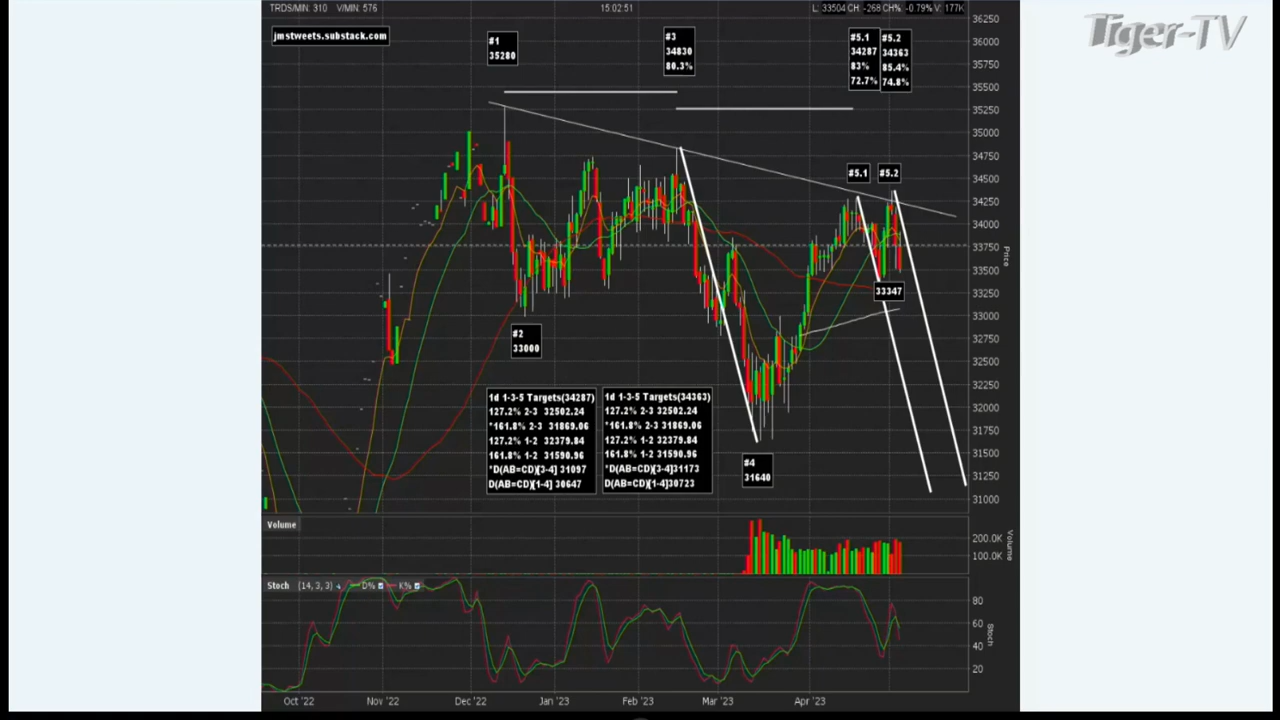 TRDS/MIN: 310 V/MIN: 576 15:02:51 L: 33504 CH -268 CH% -0.79% V: 177K
Tiger-TV
jmstweets.substack.com
#1
35280
#3
34830
80.3%
#5.1
34287
83%
72.7%
#5.2
34363
85.4%
74.8%
36250
36000
35750
35500
35250
35000
34750
34500
34250
34000
33750
33500
33250
33000
32750
32500
32250
32000
31750
31500
31250
31000
Price
#5.1
#5.2
33347
#2
33000
1d 1-3-5 Targets(34287)
127.2% 2-3 32502.24
*161.8% 2-3 31869.06
127.2% 1-2 32379.84
161.8% 1-2 31590.96
*D(AB=CD)[3-4] 31097
D(AB=CD)[1-4] 30647
1d 1-3-5 Targets(34363)
127.2% 2-3 32502.24
*161.8% 2-3 31869.06
127.2% 1-2 32379.84
161.8% 1-2 31590.96
*D(AB=CD)[3-4]31173
D(AB=CD)[1-4]30723
#4
31640
Volume
200.0K
100.0K
Volume
Stoch (14, 3, 3) D% K%
80
60
40
20
Stoch
Oct '22 Nov '22 Dec '22 Jan '23 Feb '23 Mar '23 Apr '23